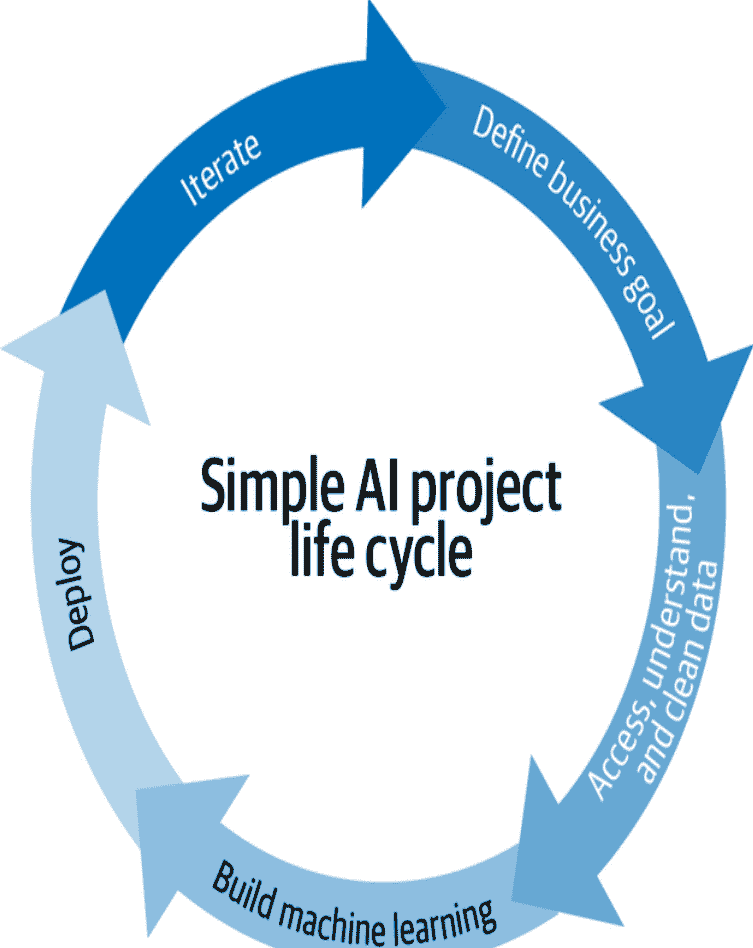 Simple AI project
life cycle
Define business goal
Access, understand,
and clean data
Build machine learning
Deploy
Iterate